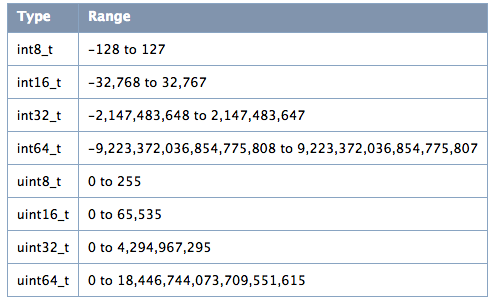 Type Range
int8_t -128 to 127
int16_t -32,768 to 32,767
int32_t -2,147,483,648 to 2,147,483,647
int64_t -9,223,372,036,854,775,808 to 9,223,372,036,854,775,807
uint8_t 0 to 255
uint16_t 0 to 65,535
uint32_t 0 to 4,294,967,295
uint64_t 0 to 18,446,744,073,709,551,615